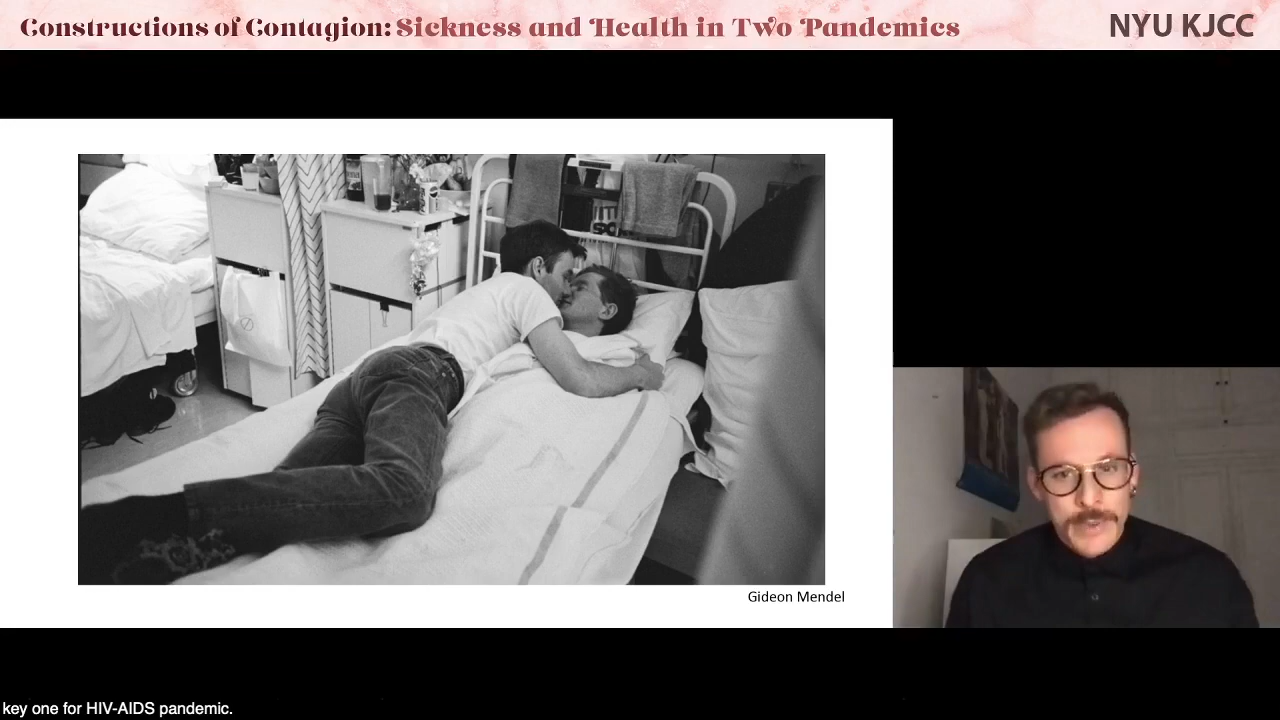 Constructions of Contagion: Sickness and Health in Two Pandemics
NYU KJCC
Gideon Mendel
key one for HIV-AIDS pandemic.